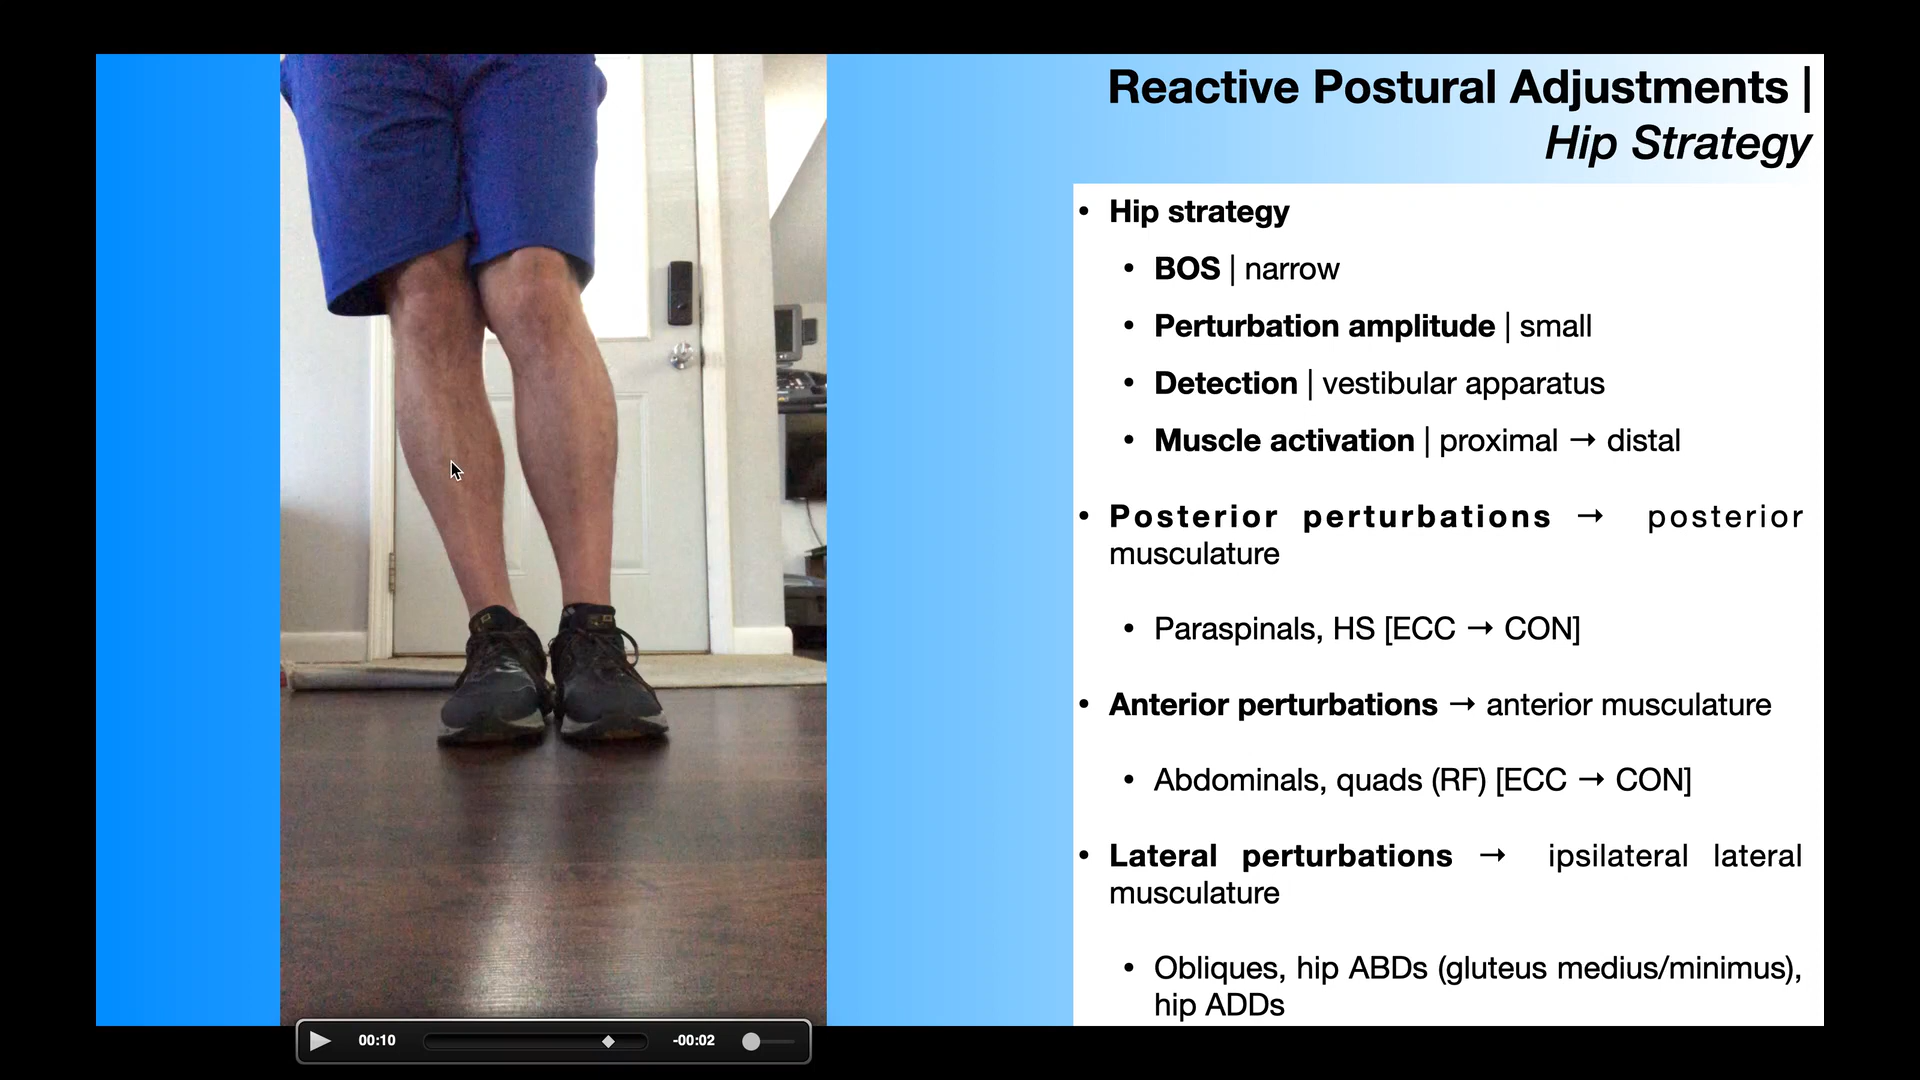 Reactive Postural Adjustments |
Hip Strategy
• Hip strategy
• BOS | narrow
• Perturbation amplitude | small
• Detection | vestibular apparatus
• Muscle activation | proximal → distal
• Posterior perturbations → posterior
musculature
• Paraspinals, HS [ECC → CON]
• Anterior perturbations → anterior musculature
• Abdominals, quads (RF) [ECC → CON]
• Lateral perturbations → ipsilateral lateral
musculature
• Obliques, hip ABDs (gluteus medius/minimus),
hip ADDs
00:10 -00:02